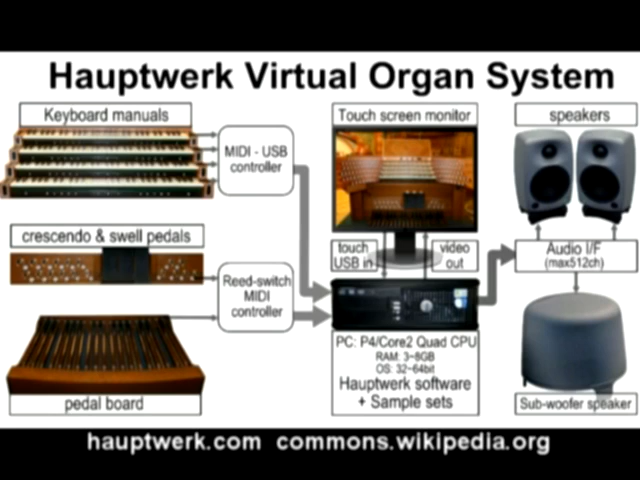 Hauptwerk Virtual Organ System
Keyboard manuals
MIDI - USB
controller
crescendo & swell pedals
Reed-switch
MIDI
controller
pedal board
Touch screen monitor
touch
USB in
video
out
PC: P4/Core2 Quad CPU
RAM: 3~8GB
OS: 32~64bit
Hauptwerk software
+ Sample sets
speakers
Audio I/F
(max512ch)
Sub-woofer speaker
hauptwerk.com commons.wikipedia.org